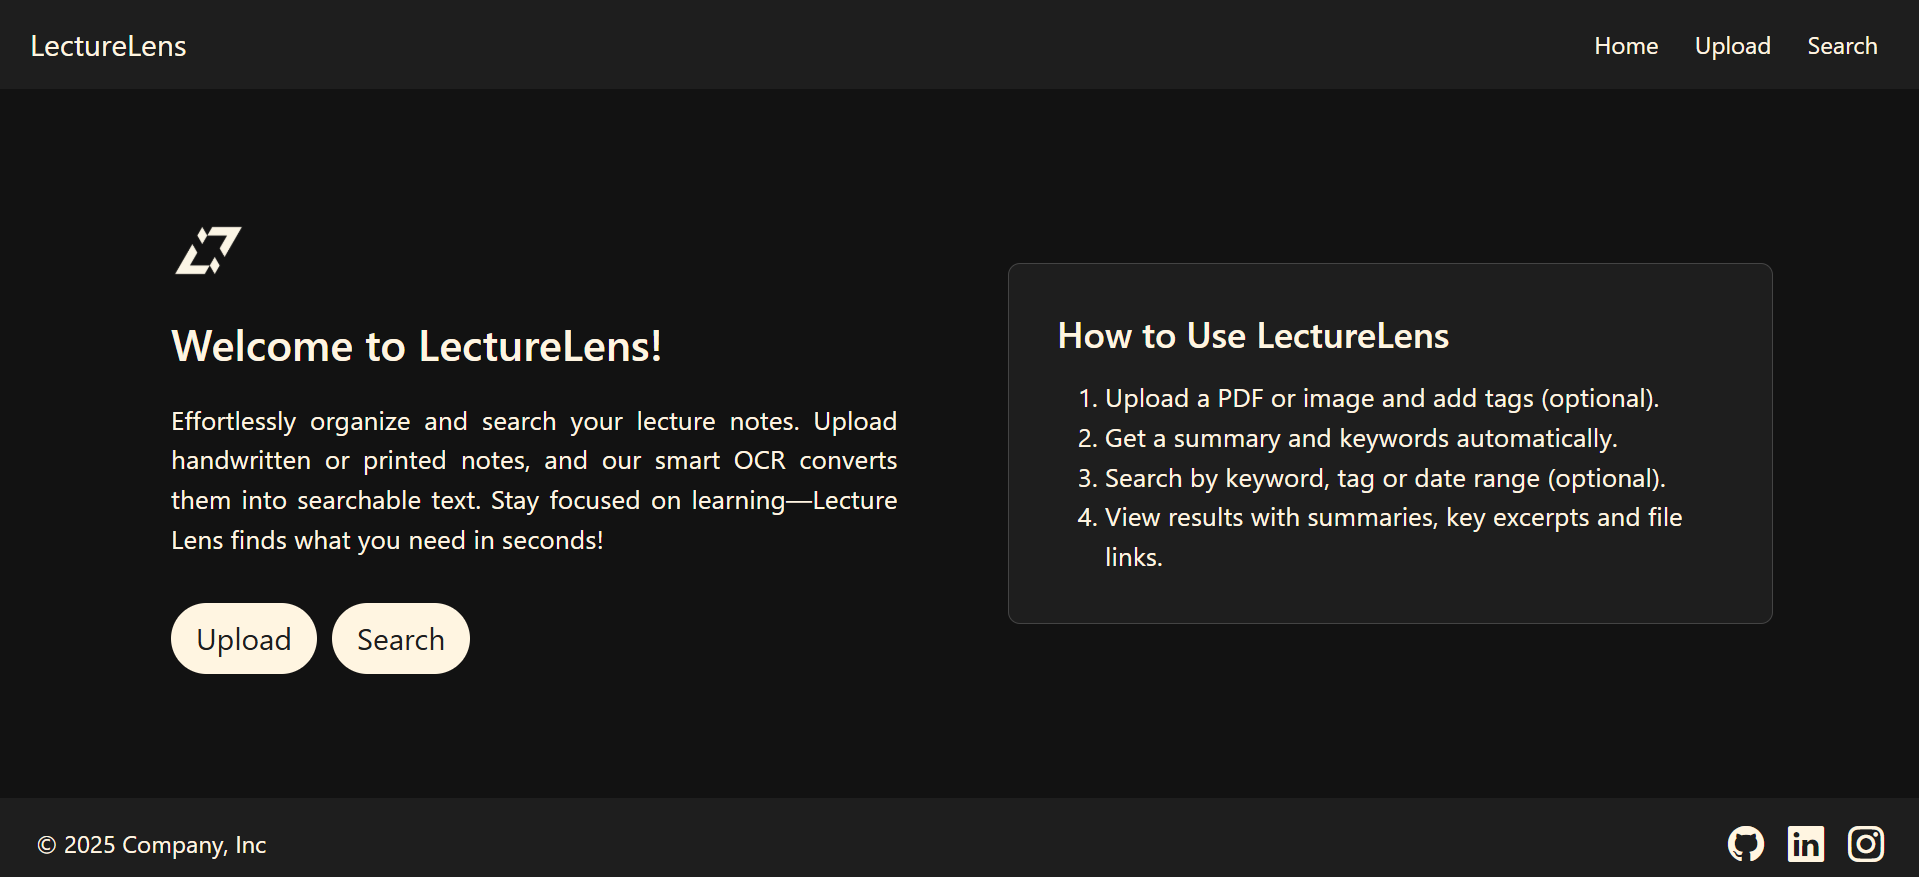 LectureLens
Home
Upload
Search
Welcome to LectureLens!
Effortlessly organize and search your lecture notes. Upload
handwritten or printed notes, and our smart OCR converts
them into searchable text. Stay focused on learning—Lecture
Lens finds what you need in seconds!
Upload
Search
How to Use LectureLens
1. Upload a PDF or image and add tags (optional).
2. Get a summary and keywords automatically.
3. Search by keyword, tag or date range (optional).
4. View results with summaries, key excerpts and file
links.
© 2025 Company, Inc
in